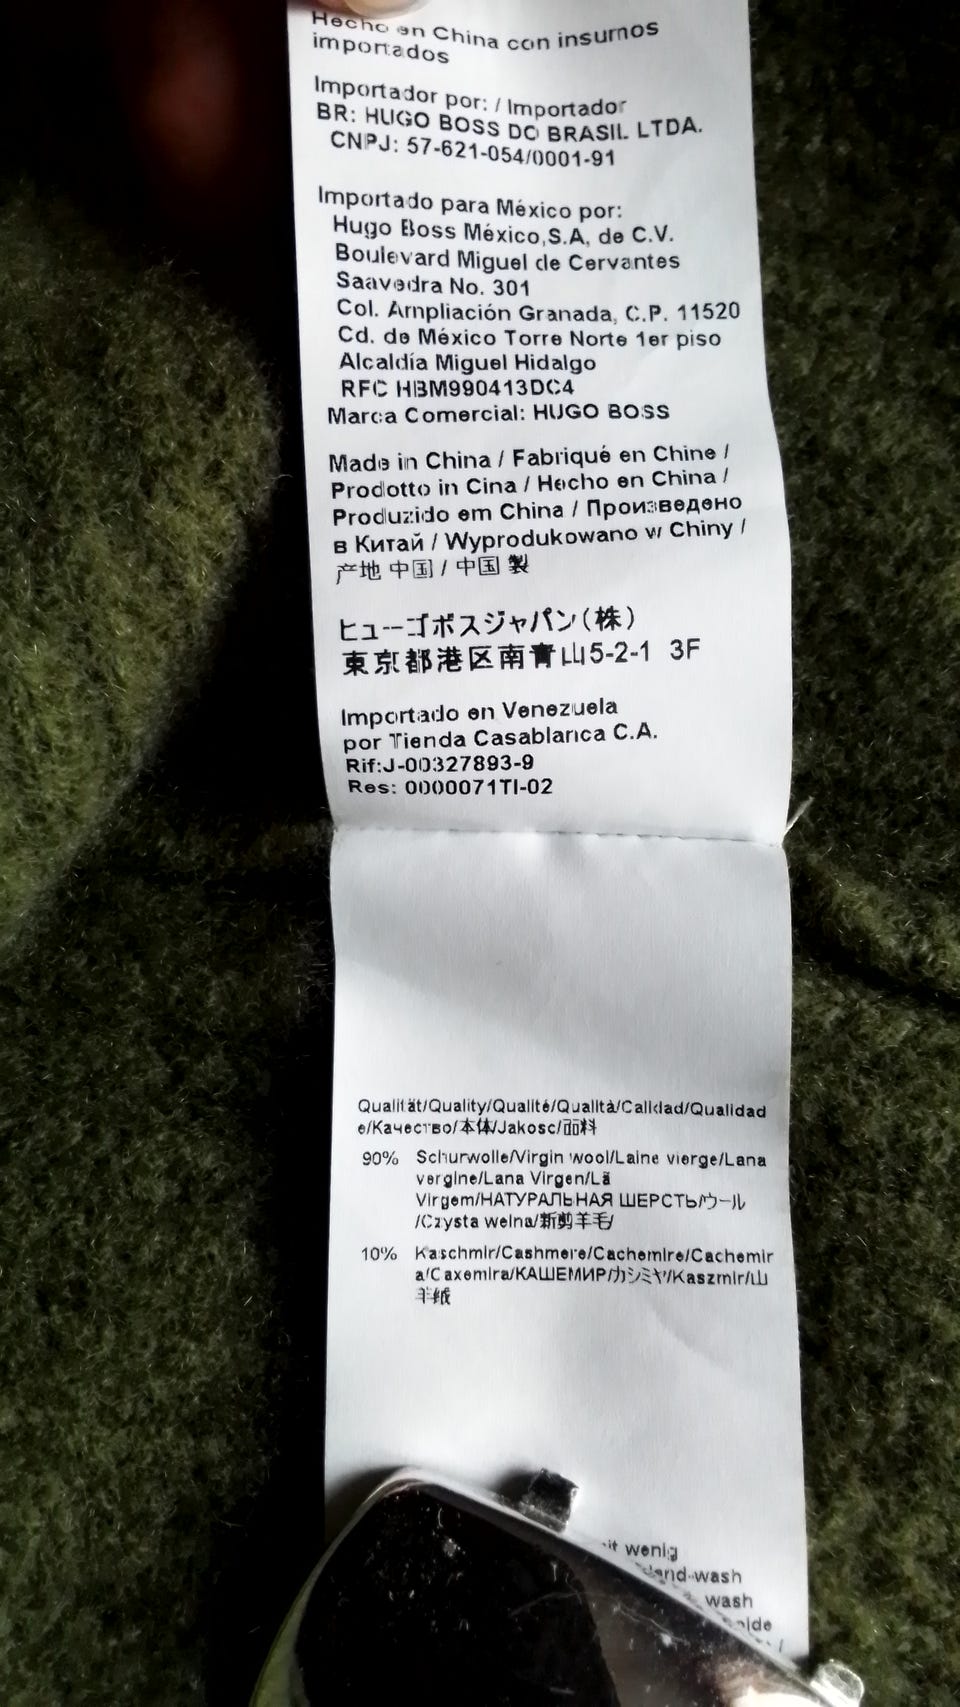 Hecho en China con insumos
importados
Importador por: / Importador
BR: HUGO BOSS DO BRASIL LTDA.
CNPJ: 57-621-054/0001-91
Importado para México por:
Hugo Boss México,S.A, de C.V.
Boulevard Miguel de Cervantes
Saavedra No. 301
Col. Ampliación Granada, C.P. 11520
Cd. de México Torre Norte 1er piso
Alcaldía Miguel Hidalgo
RFC HBM990413DC4
Marca Comercial: HUGO BOSS
Made in China / Fabriqué en Chine /
Prodotto in Cina / Hecho en China /
Produzido em China / Произведено
в Китай / Wyprodukowano w Chiny /
产地 中国 / 中国 製
ヒューゴボスジャパン(株)
東京都港区南青山5-2-1 3F
Importado en Venezuela
por Tienda Casablanca C.A.
Rif:J-00327893-9
Res: 0000071TI-02
Qualität/Quality/Qualité/Qualità/Calidad/Qualidad
e/Качество/本体/Jakosc/面料
90% Schurwolle/Virgin wool/Laine vierge/Lana
vergine/Lana Virgen/Lã
Virgem/НАТУРАЛЬНАЯ ШЕРСТЬ/ウール
/Czysta welna/新剪羊毛/
10% Kaschmir/Cashmere/Cachemire/Cachemir
a/Caxemira/КАШЕМИР/カシミヤ/Kaszmir/山
羊绒
wenig
wash
wash